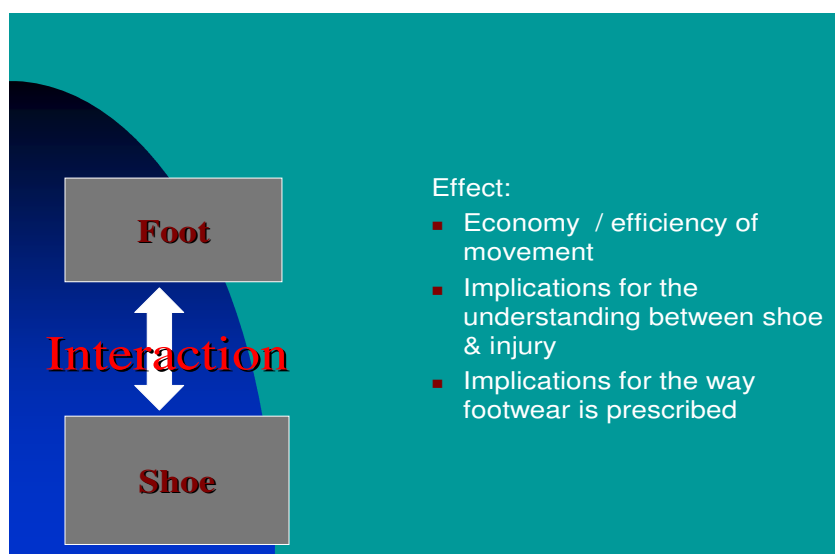 Foot
Interaction
Shoe
Effect:
■ Economy / efficiency of
movement
■ Implications for the
understanding between shoe
& injury
■ Implications for the way
footwear is prescribed